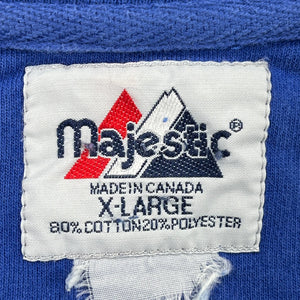 majestic®
MADE IN CANADA
X-LARGE
80% COTTON 20% POLYESTER